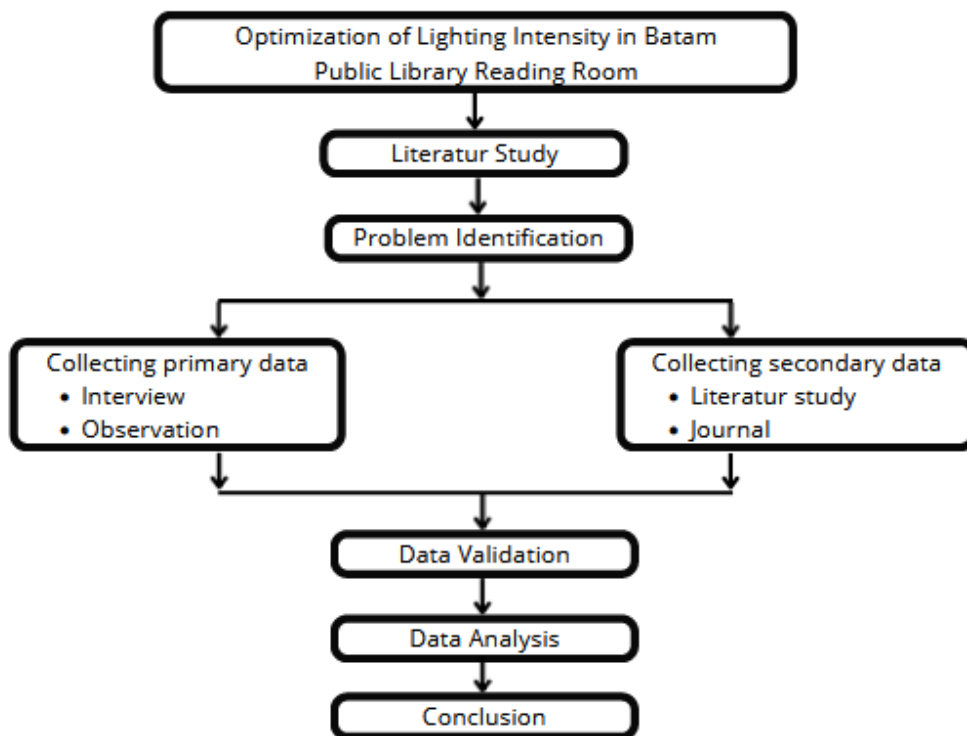 Optimization of Lighting Intensity in Batam
Public Library Reading Room
Literatur Study
Problem Identification
Collecting primary data
• Interview
• Observation
Collecting secondary data
• Literatur study
• Journal
Data Validation
Data Analysis
Conclusion